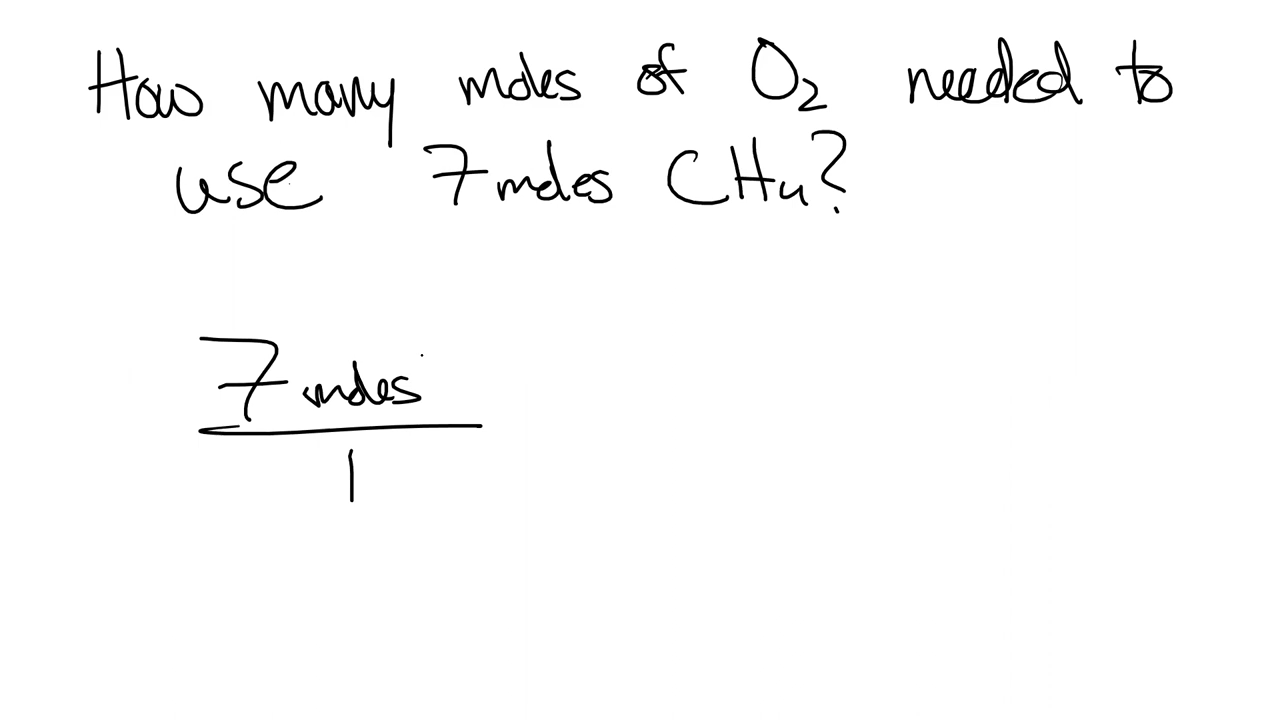 How many moles of O₂ needed to
use 7 moles CH₄?
7 moles
1